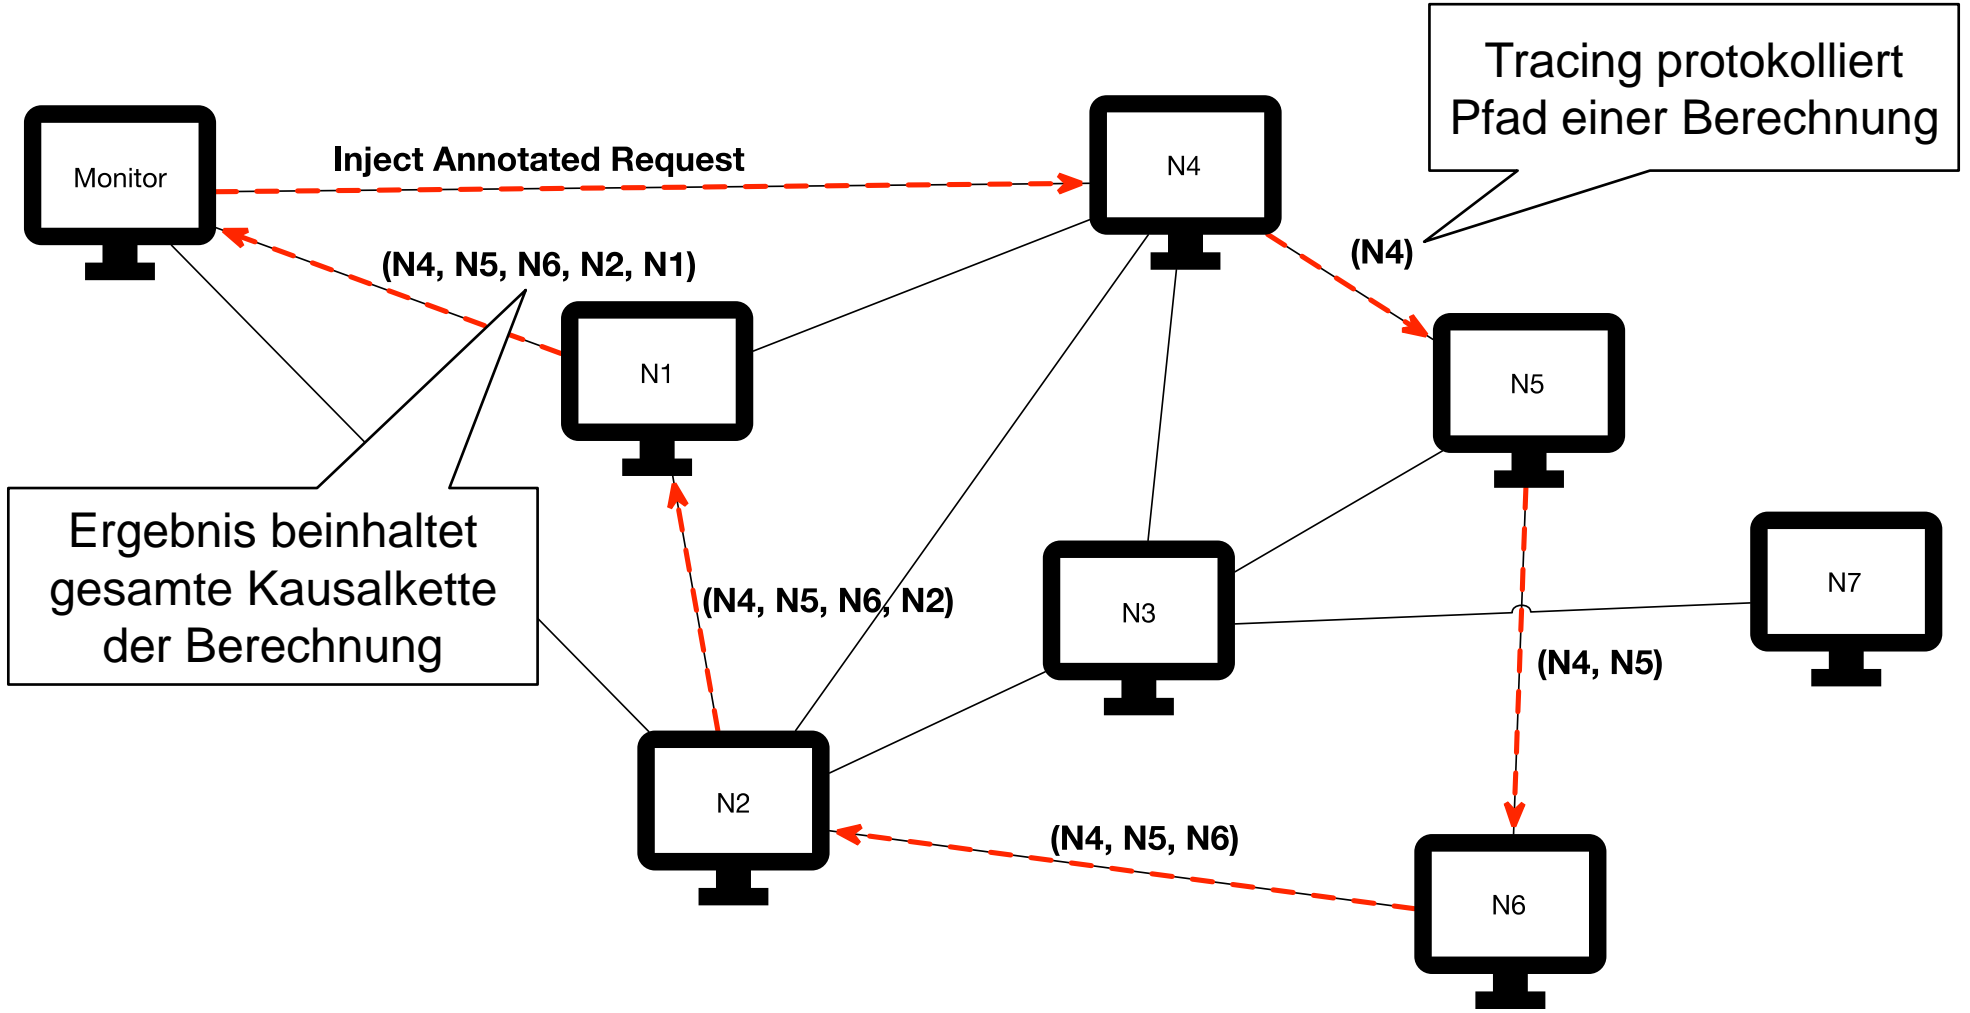 Tracing protokolliert
Pfad einer Berechnung
Monitor
Inject Annotated Request
N4
(N4, N5, N6, N2, N1)
(N4)
N1
N5
Ergebnis beinhaltet
gesamte Kausalkette
der Berechnung
(N4, N5, N6, N2)
N3
N7
(N4, N5)
N2
(N4, N5, N6)
N6